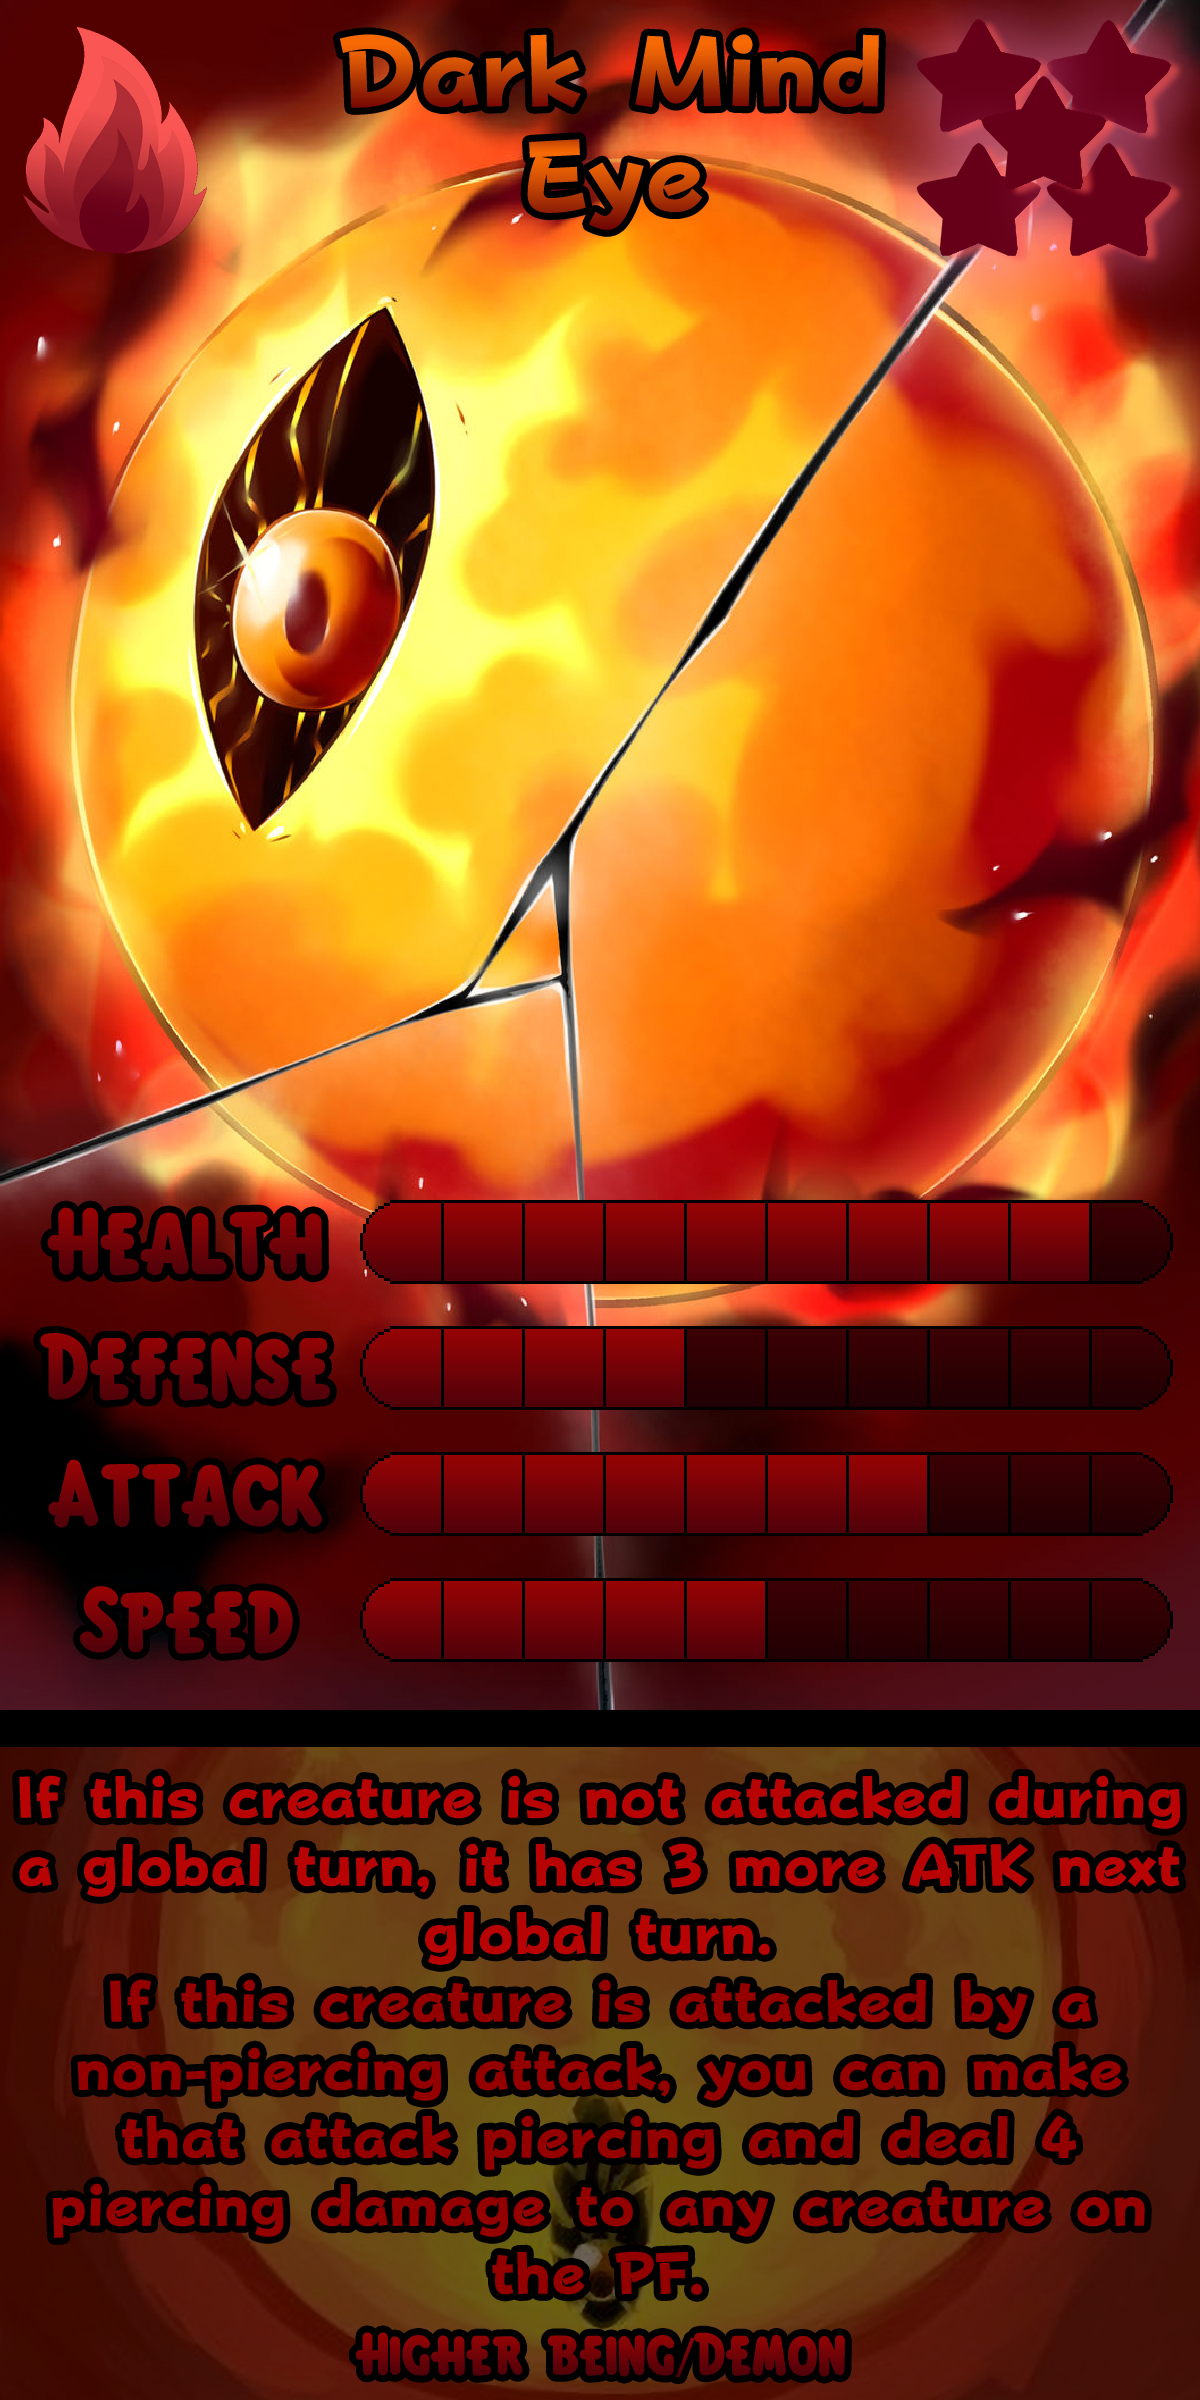 Dark Mind
Eye
HEALTH
DEFENSE
ATTACK
SPEED
If this creature is not attacked during
a global turn, it has 3 more ATK next
global turn.
If this creature is attacked by a
non-piercing attack, you can make
that attack piercing and deal 4
piercing damage to any creature on
the PF.
HIGHER BEING/DEMON